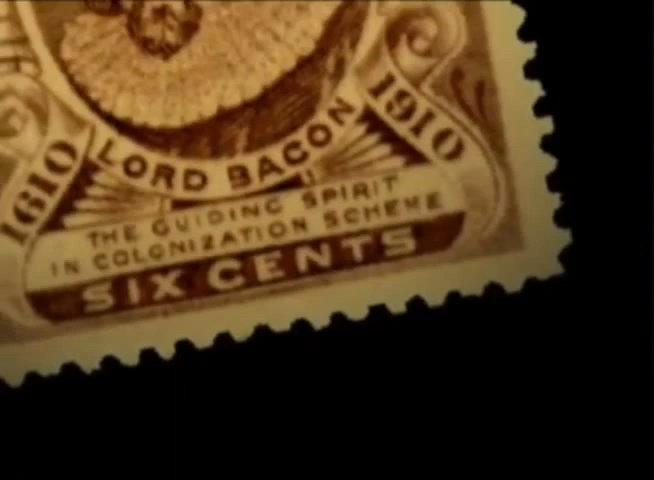 1610
LORD BACON
1910
THE GUIDING SPIRIT
IN COLONIZATION SCHEME
SIX CENTS